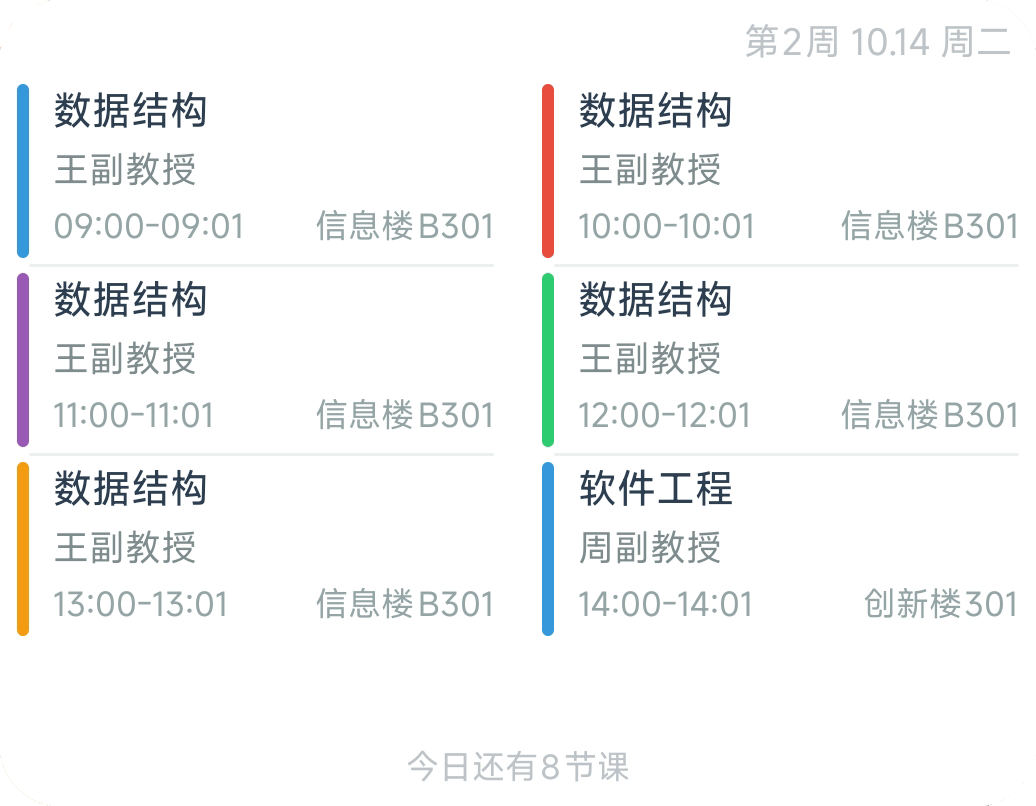 第2周 10.14 周二
数据结构
王副教授
09:00-09:01 信息楼B301
数据结构
王副教授
10:00-10:01 信息楼B301
数据结构
王副教授
11:00-11:01 信息楼B301
数据结构
王副教授
12:00-12:01 信息楼B301
数据结构
王副教授
13:00-13:01 信息楼B301
软件工程
周副教授
14:00-14:01 创新楼301
今日还有8节课